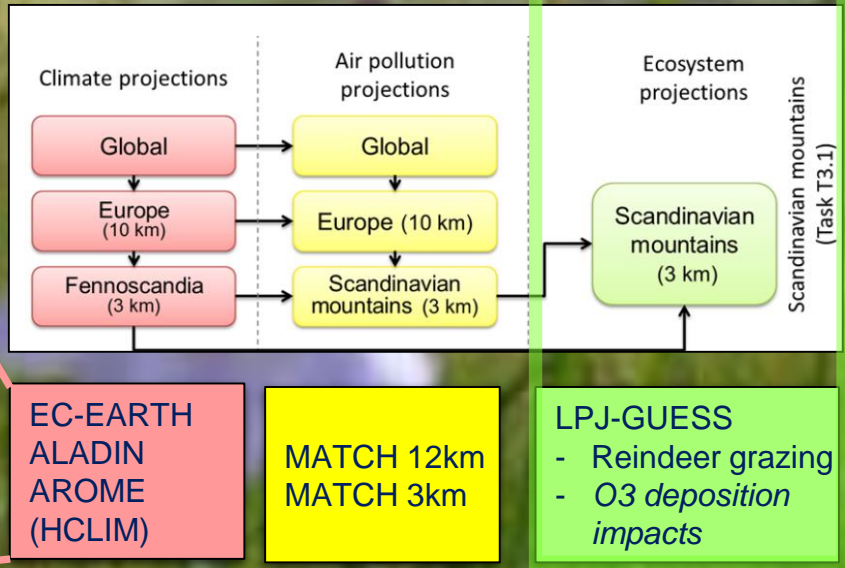 Climate projections
Air pollution
projections
Ecosystem
projections
Global
Global
Europe
(10 km)
Europe (10 km)
Fennoscandia
(3 km)
Scandinavian
mountains (3 km)
Scandinavian
mountains
(3 km)
Scandinavian mountains
(Task T3.1)
EC-EARTH
ALADIN
AROME
(HCLIM)
MATCH 12km
MATCH 3km
LPJ-GUESS
- Reindeer grazing
- O3 deposition
impacts